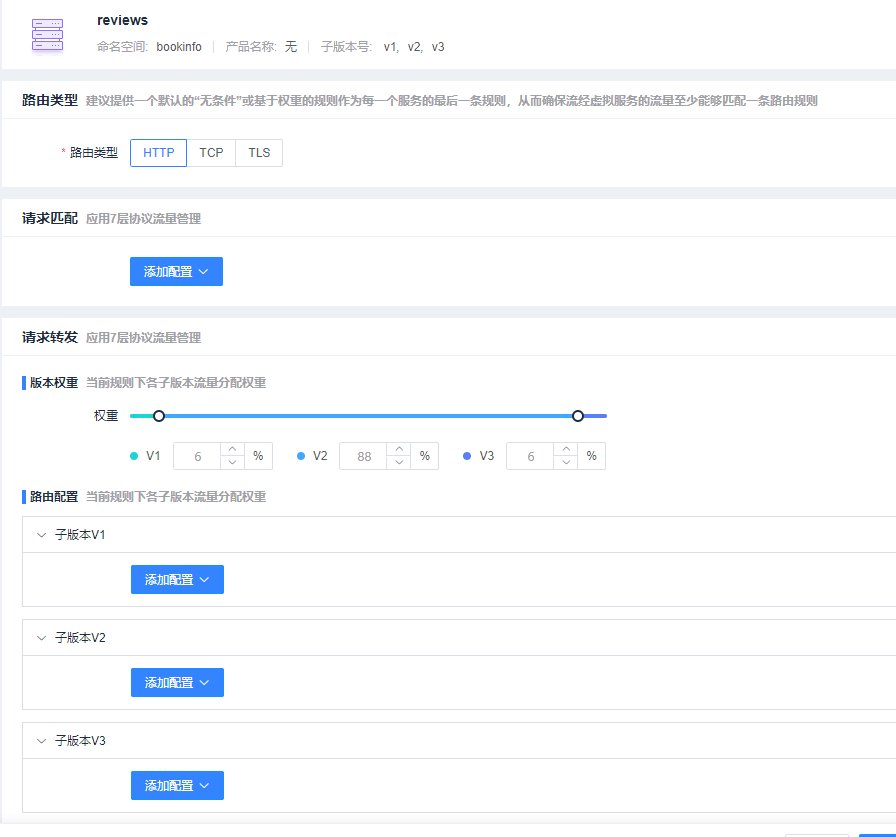 reviews
命名空间: bookinfo 产品名称: 无 子版本号: v1, v2, v3
路由类型 建议提供一个默认的“无条件”或基于权重的规则作为每一个服务的最后一条规则，从而确保流经虚拟服务的流量至少能够匹配一条路由规则
* 路由类型 HTTP TCP TLS
请求匹配 应用7层协议流量管理
添加配置
请求转发 应用7层协议流量管理
版本权重 当前规则下各子版本流量分配权重
权重
V1 6 % V2 88 % V3 6 %
路由配置 当前规则下各子版本流量分配权重
子版本V1
添加配置
子版本V2
添加配置
子版本V3
添加配置